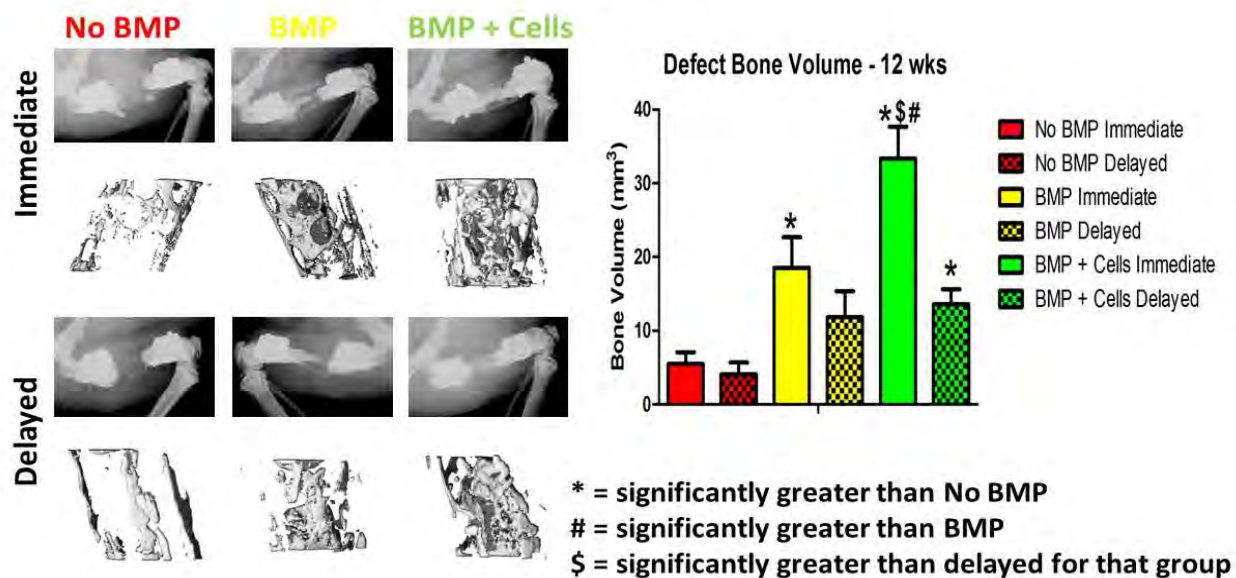 No BMP
BMP
BMP + Cells
Immediate
Delayed
Defect Bone Volume - 12 wks
Bone Volume (mm³)
40
30
20
10
0
*
*$#
*
No BMP Immediate
No BMP Delayed
BMP Immediate
BMP Delayed
BMP + Cells Immediate
BMP + Cells Delayed
* = significantly greater than No BMP
# = significantly greater than BMP
$ = significantly greater than delayed for that group